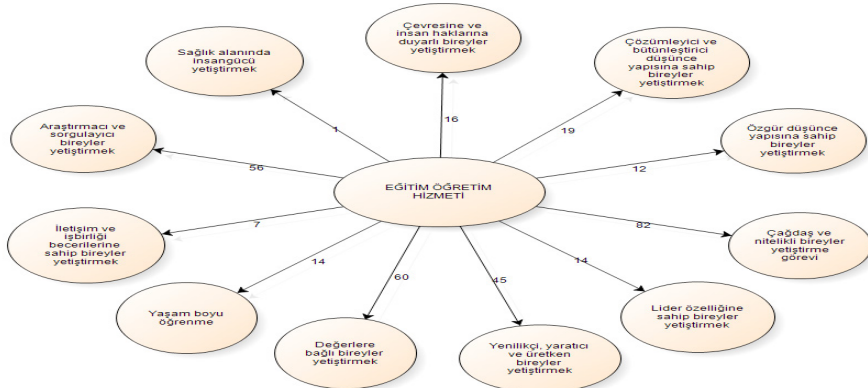 Çevresine ve
insan haklarına
duyarlı bireyler
yetiştirmek
Sağlık alanında
insangücü
yetiştirmek
Çözümleyici ve
bütünleştirici
düşünce
yapısına sahip
bireyler
yetiştirmek
Araştırmacı ve
sorgulayıcı
bireyler
yetiştirmek
Özgür düşünce
yapısına sahip
bireyler
yetiştirmek
1
16
19
56
12
EĞİTİM ÖĞRETİM
HİZMETİ
İletişim ve
işbirliği
becerilerine
sahip bireyler
yetiştirmek
7
82
Çağdaş ve
nitelikli bireyler
yetiştirme
görevi
14
60
45
14
Yaşam boyu
öğrenme
Değerlere
bağlı bireyler
yetiştirmek
Yenilikçi, yaratıcı
ve üretken
bireyler
yetiştirmek
Lider özelliğine
sahip bireyler
yetiştirmek